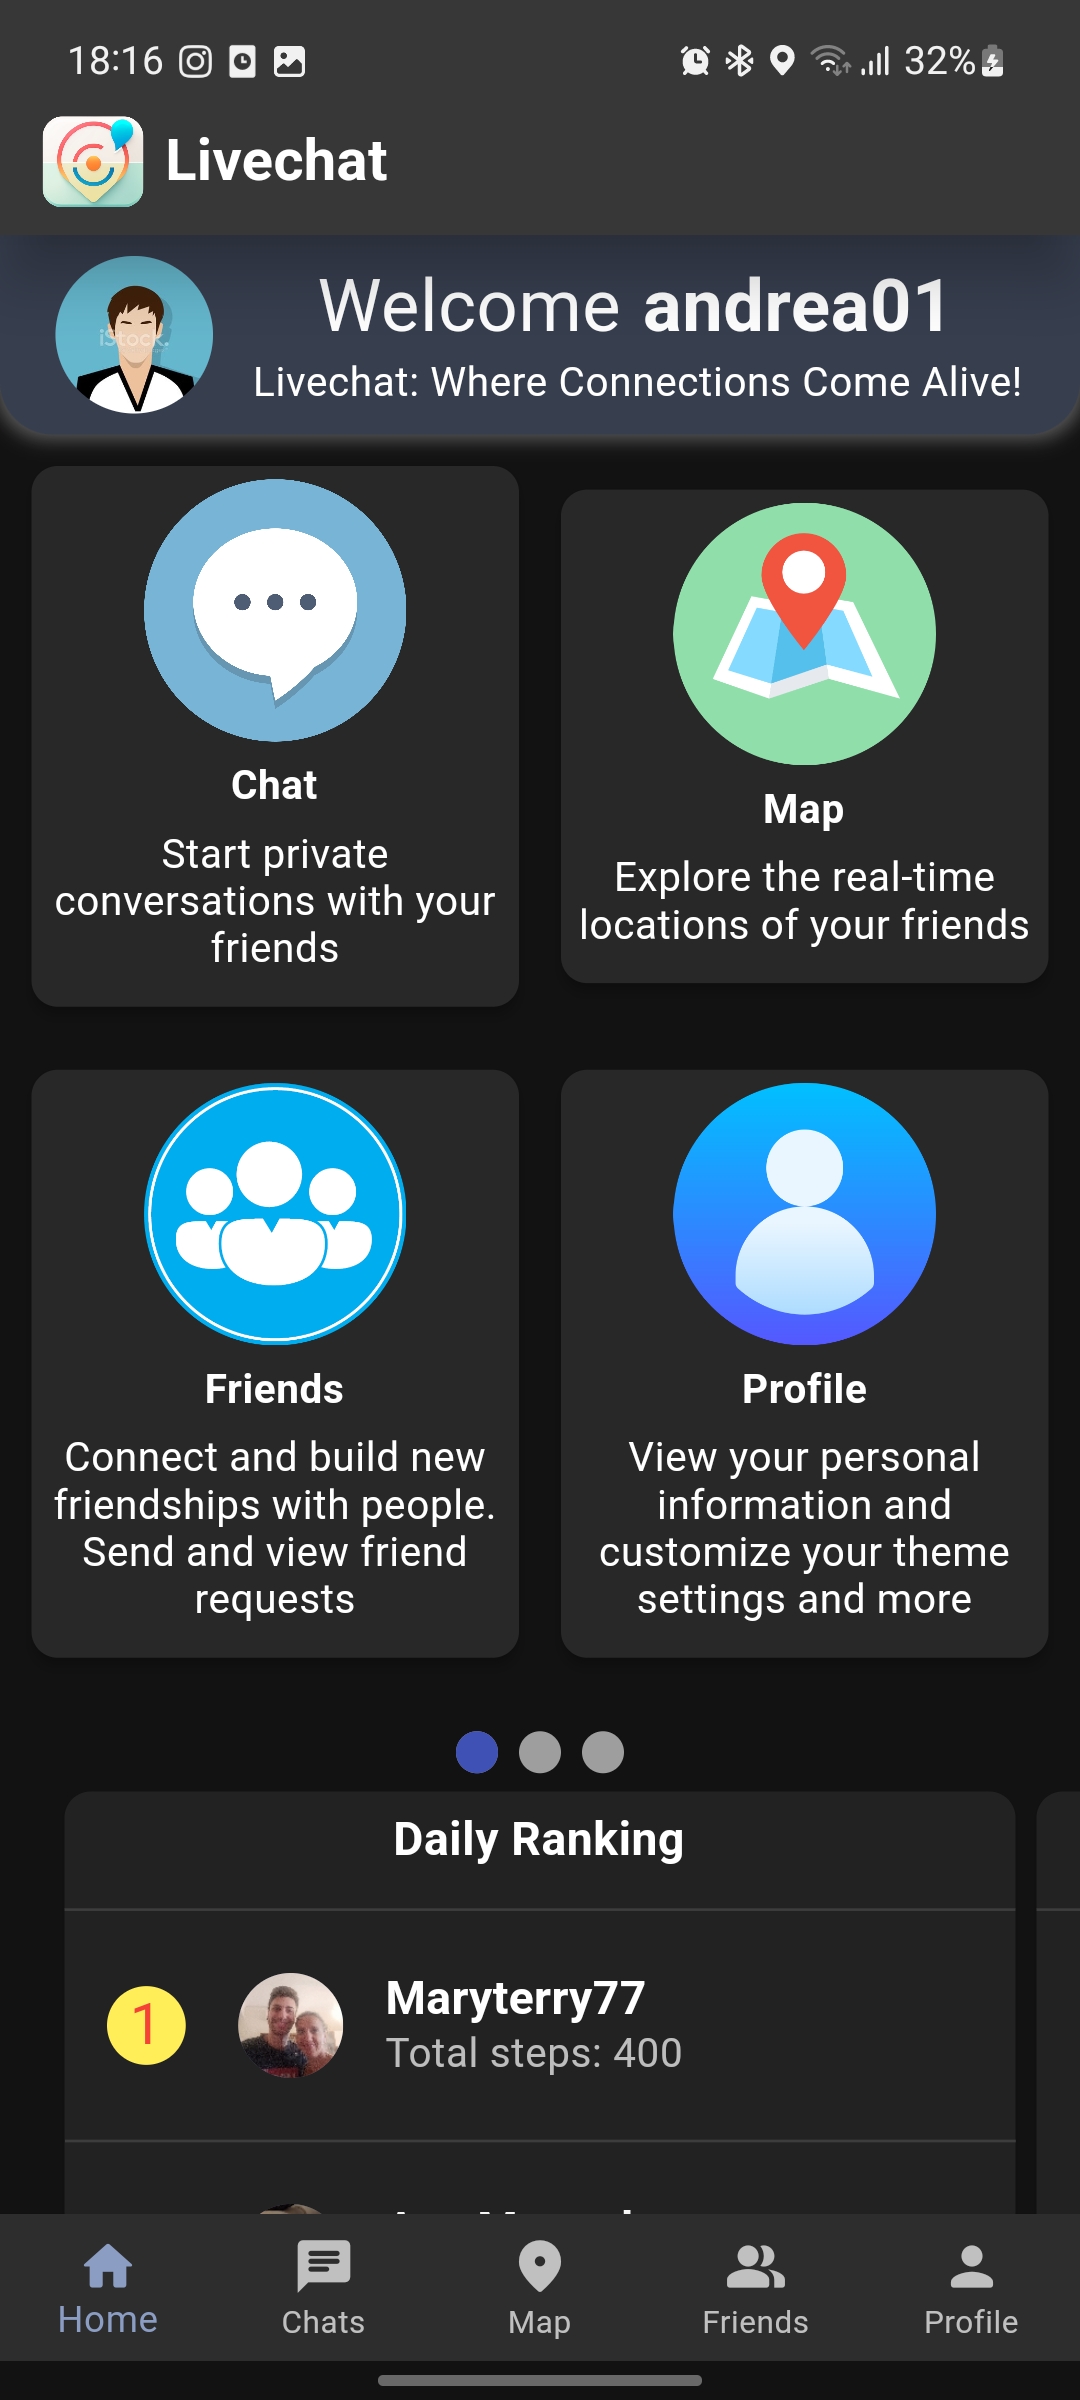 18:16
32%
Livechat
Welcome andrea01
Livechat: Where Connections Come Alive!
iStock.
Chat
Start private
conversations with your
friends
Map
Explore the real-time
locations of your friends
Friends
Connect and build new
friendships with people.
Send and view friend
requests
Profile
View your personal
information and
customize your theme
settings and more
Daily Ranking
1
Maryterry77
Total steps: 400
Home
Chats
Map
Friends
Profile